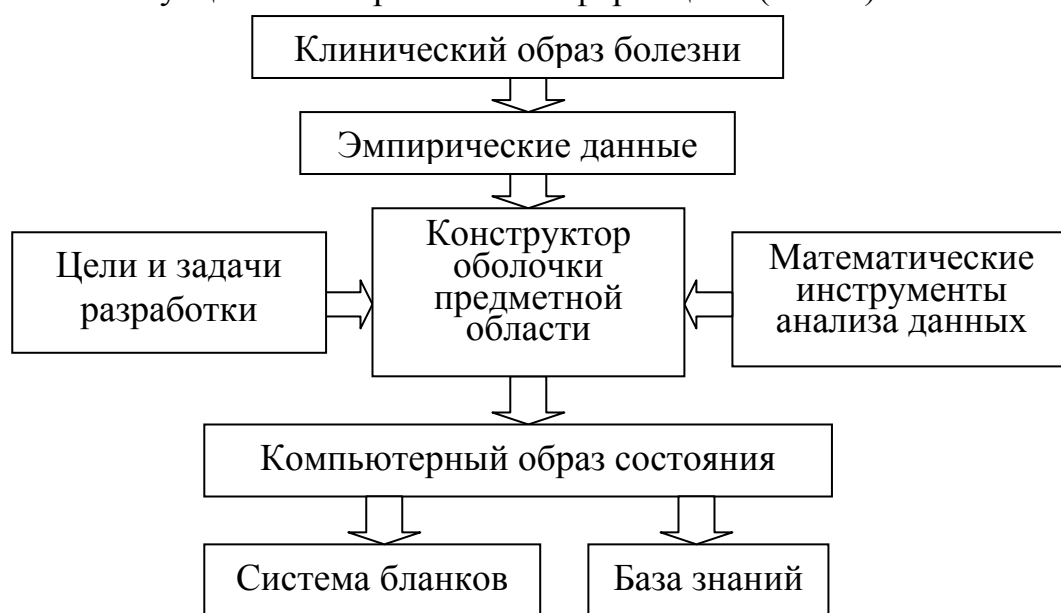 Клинический образ болезни
Эмпирические данные
Цели и задачи
разработки
Конструктор
оболочки
предметной
области
Математические
инструменты
анализа данных
Компьютерный образ состояния
Система бланков
База знаний